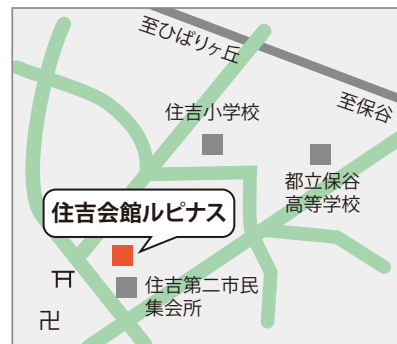 至ひばりヶ丘
至保谷
住吉小学校
都立保谷
高等学校
住吉会館ルピナス
住吉第二市民
集会所